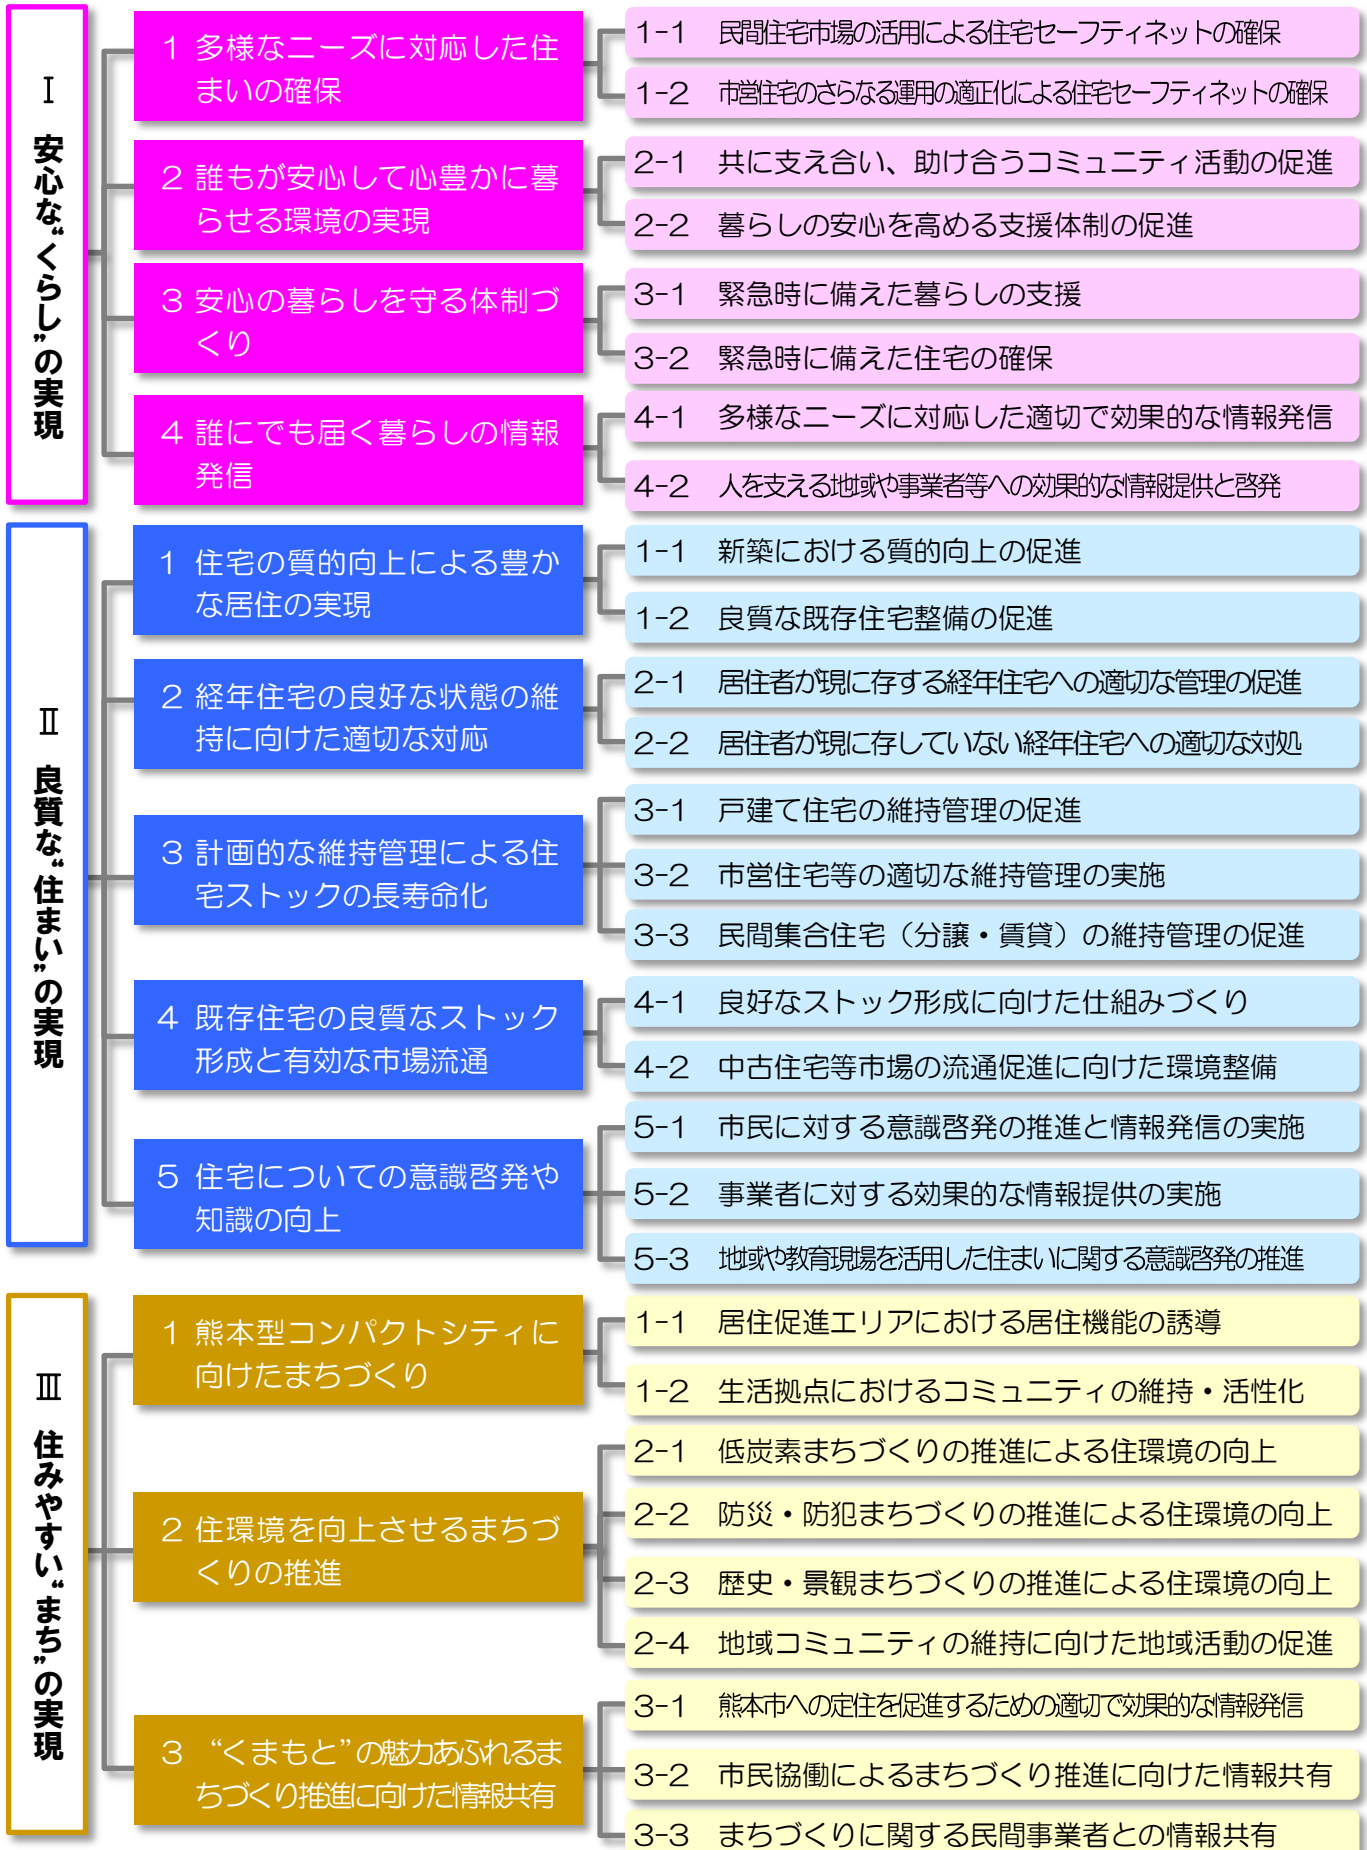 Ⅰ 安心な“くらし”の実現
1 多様なニーズに対応した住
まいの確保
1-1 民間住宅市場の活用による住宅セーフティネットの確保
1-2 市営住宅のさらなる運用の適正化による住宅セーフティネットの確保
2 誰もが安心して心豊かに暮
らせる環境の実現
2-1 共に支え合い、助け合うコミュニティ活動の促進
2-2 暮らしの安心を高める支援体制の促進
3 安心の暮らしを守る体制づ
くり
3-1 緊急時に備えた暮らしの支援
3-2 緊急時に備えた住宅の確保
4 誰にでも届く暮らしの情報
発信
4-1 多様なニーズに対応した適切で効果的な情報発信
4-2 人を支える地域や事業者等への効果的な情報提供と啓発
Ⅱ 良質な“住まい”の実現
1 住宅の質的向上による豊か
な居住の実現
1-1 新築における質的向上の促進
1-2 良質な既存住宅整備の促進
2 経年住宅の良好な状態の維
持に向けた適切な対応
2-1 居住者が現に存する経年住宅への適切な管理の促進
2-2 居住者が現に存していない経年住宅への適切な対処
3 計画的な維持管理による住
宅ストックの長寿命化
3-1 戸建て住宅の維持管理の促進
3-2 市営住宅等の適切な維持管理の実施
3-3 民間集合住宅（分譲・賃貸）の維持管理の促進
4 既存住宅の良質なストック
形成と有効な市場流通
4-1 良好なストック形成に向けた仕組みづくり
4-2 中古住宅等市場の流通促進に向けた環境整備
5 住宅についての意識啓発や
知識の向上
5-1 市民に対する意識啓発の推進と情報発信の実施
5-2 事業者に対する効果的な情報提供の実施
5-3 地域や教育現場を活用した住まいに関する意識啓発の推進
Ⅲ 住みやすい“まち”の実現
1 熊本型コンパクトシティに
向けたまちづくり
1-1 居住促進エリアにおける居住機能の誘導
1-2 生活拠点におけるコミュニティの維持・活性化
2 住環境を向上させるまちづ
くりの推進
2-1 低炭素まちづくりの推進による住環境の向上
2-2 防災・防犯まちづくりの推進による住環境の向上
2-3 歴史・景観まちづくりの推進による住環境の向上
2-4 地域コミュニティの維持に向けた地域活動の促進
3 “くまもと”の魅力あふれるま
ちづくり推進に向けた情報共有
3-1 熊本市への定住を促進するための適切で効果的な情報発信
3-2 市民協働によるまちづくり推進に向けた情報共有
3-3 まちづくりに関する民間事業者との情報共有